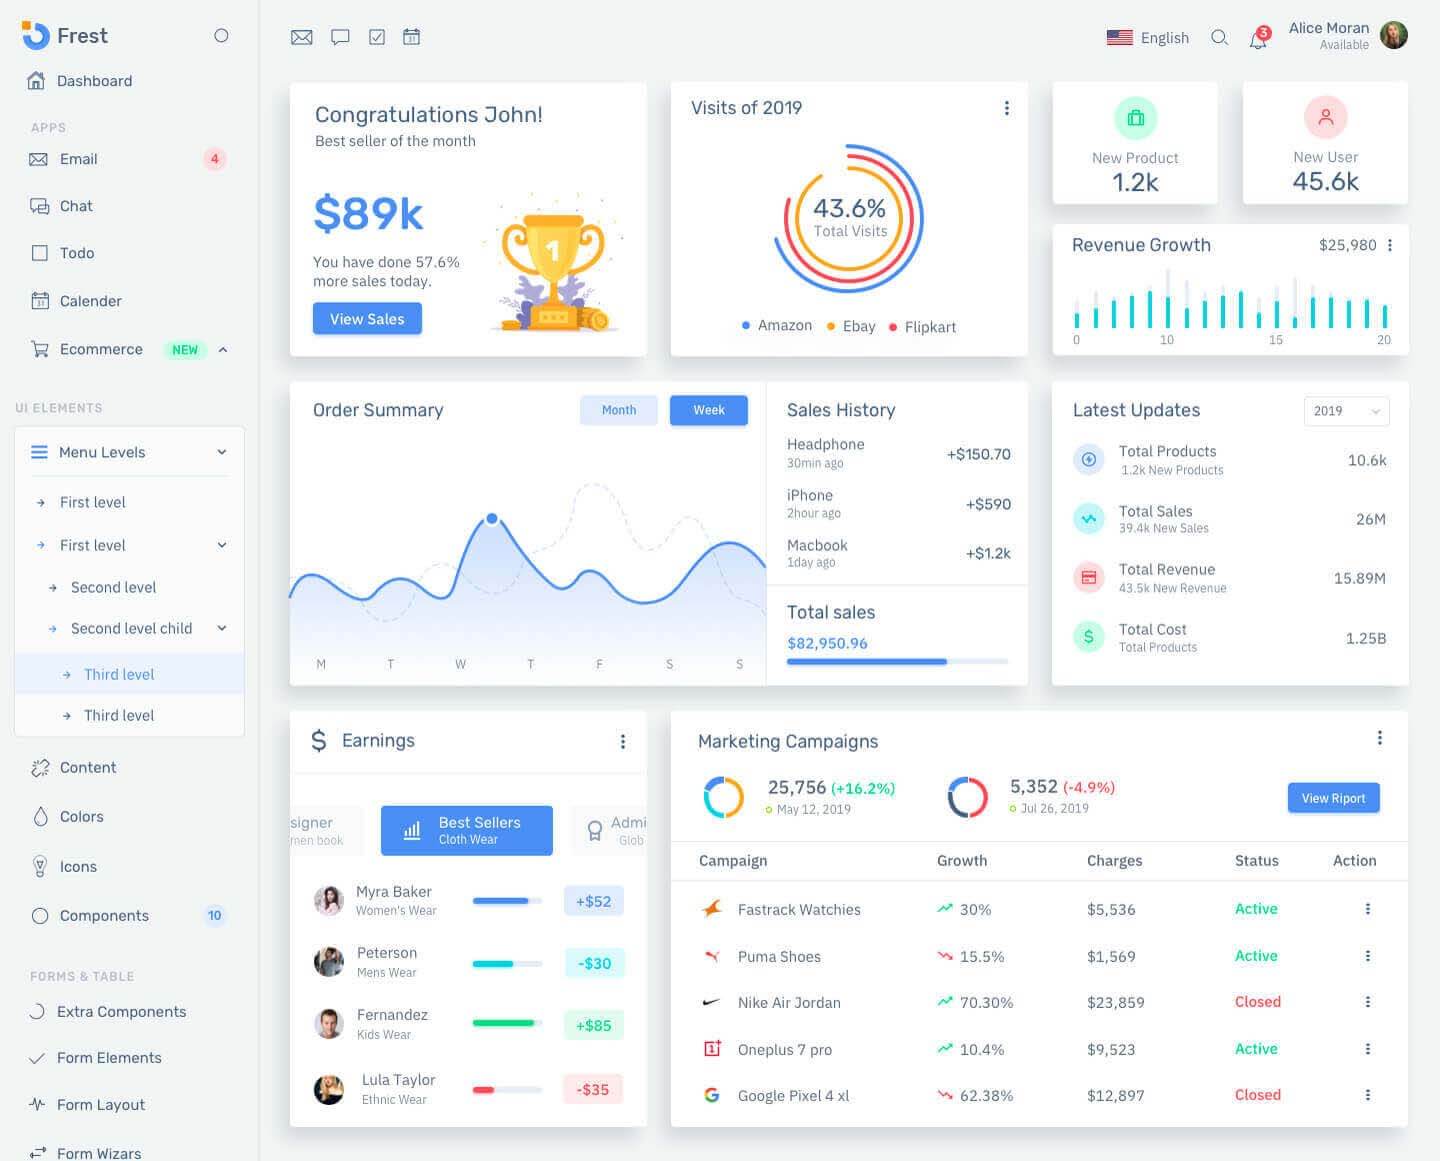 Frest
Dashboard
APPS
Email
4
Chat
Todo
Calender
Ecommerce
NEW
UI ELEMENTS
Menu Levels
First level
First level
Second level
Second level child
Third level
Third level
Content
Colors
Icons
Components
10
FORMS & TABLE
Extra Components
Form Elements
Form Layout
Form Wizars
English
3
Alice Moran
Available
Congratulations John!
Best seller of the month
$89k
You have done 57.6%
more sales today.
View Sales
1
Visits of 2019
43.6%
Total Visits
Amazon
Ebay
Flipkart
New Product
1.2k
New User
45.6k
Revenue Growth
$25,980
0 10 15 20
Order Summary
Month
Week
M T W T F S S
Sales History
Headphone
30min ago
+$150.70
iPhone
2hour ago
+$590
Macbook
1day ago
+$1.2k
Total sales
$82,950.96
Latest Updates
2019
Total Products
1.2k New Products
10.6k
Total Sales
39.4k New Sales
26M
Total Revenue
43.5k New Revenue
15.89M
Total Cost
Total Products
1.25B
$ Earnings
signer
men book
Best Sellers
Cloth Wear
Admi
Glob
Myra Baker
Women's Wear
+$52
Peterson
Mens Wear
-$30
Fernandez
Kids Wear
+$85
Lula Taylor
Ethnic Wear
-$35
Marketing Campaigns
25,756 (+16.2%)
May 12, 2019
5,352 (-4.9%)
Jul 26, 2019
View Riport
Campaign Growth Charges Status Action
Fastrack Watchies 30% $5,536 Active
Puma Shoes 15.5% $1,569 Active
Nike Air Jordan 70.30% $23,859 Closed
Oneplus 7 pro 10.4% $9,523 Active
Google Pixel 4 xl 62.38% $12,897 Closed